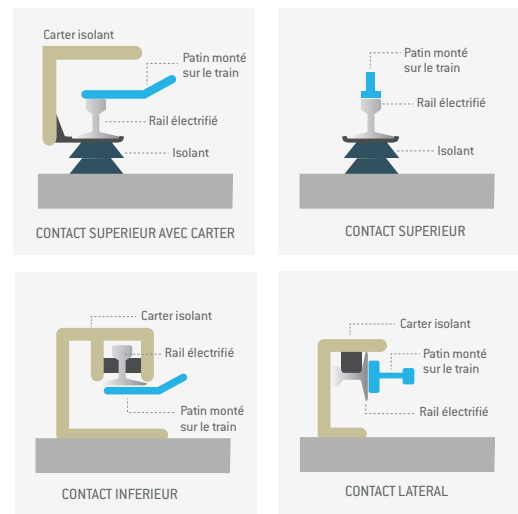 Carter isolant
Patin monté
sur le train
Rail électrifié
Isolant
CONTACT SUPERIEUR AVEC CARTER
Patin monté
sur le train
Rail électrifié
Isolant
CONTACT SUPERIEUR
Carter isolant
Rail électrifié
Patin monté
sur le train
CONTACT INFERIEUR
Carter isolant
Patin monté
sur le train
Rail électrifié
CONTACT LATERAL